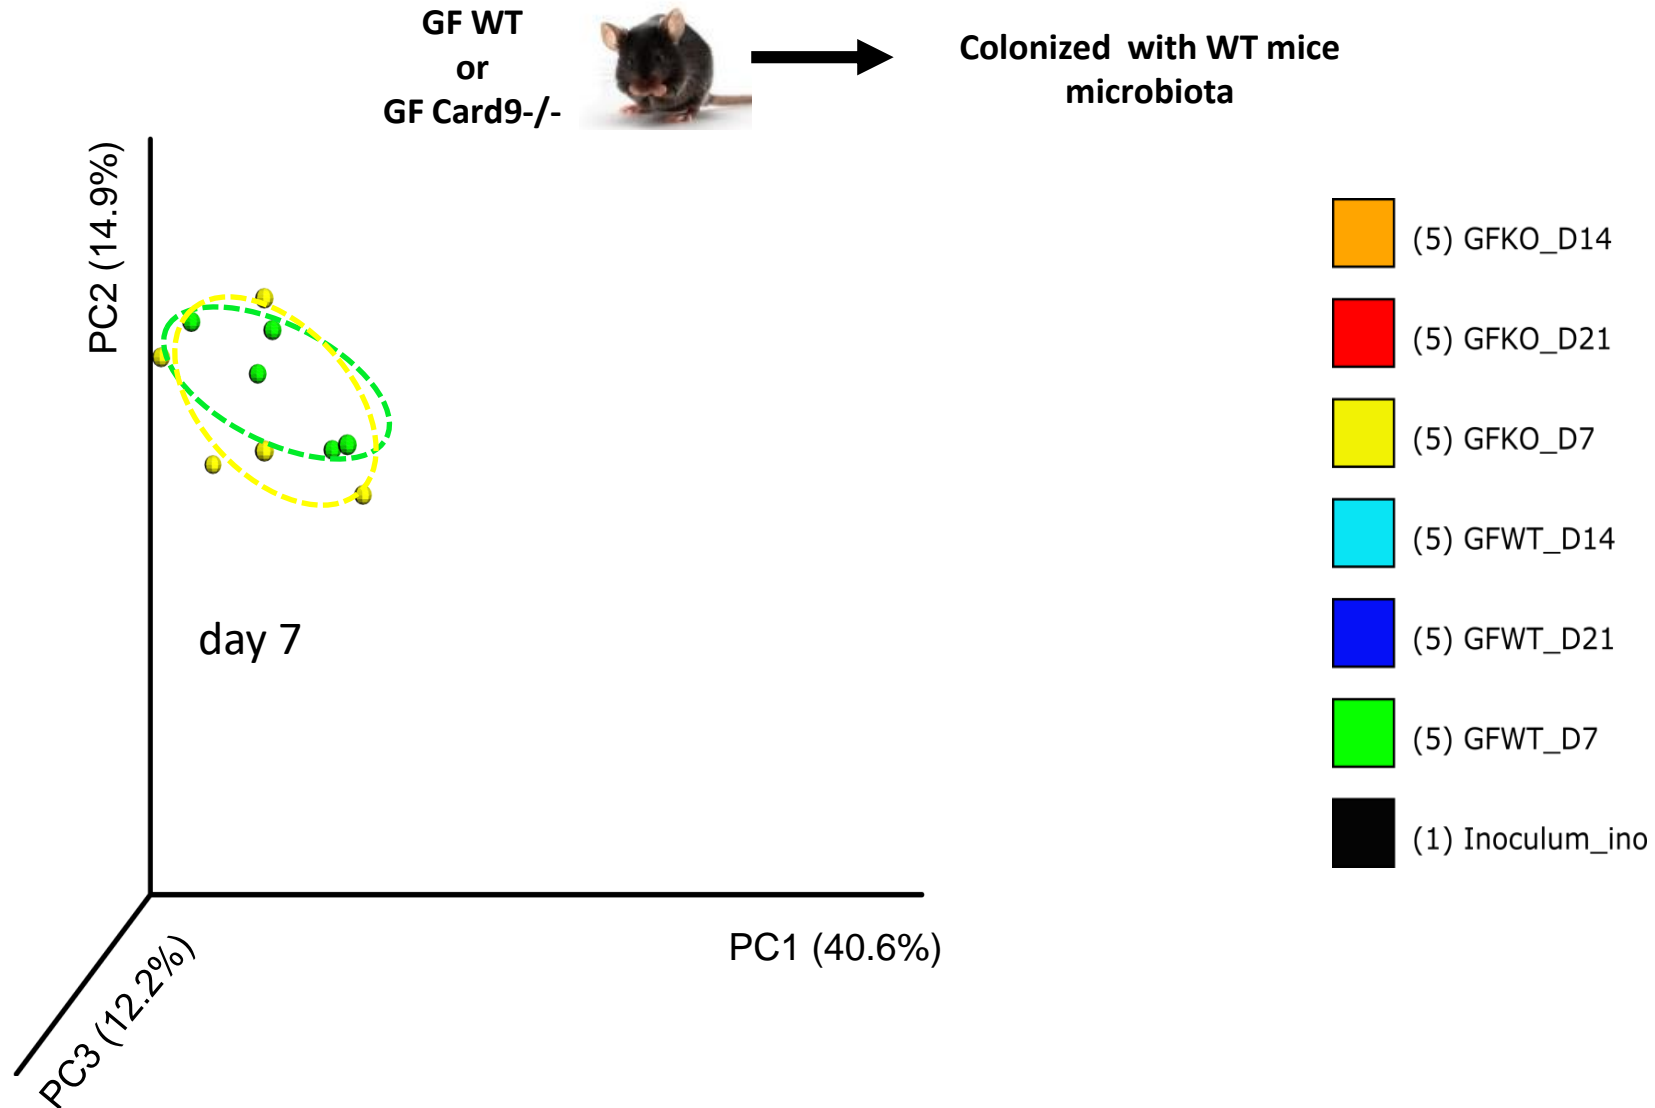 GF WT
or
GF Card9-/-
Colonized with WT mice
microbiota
PC2 (14.9%)
day 7
PC1 (40.6%)
PC3 (12.2%)
(5) GFKO_D14
(5) GFKO_D21
(5) GFKO_D7
(5) GFWT_D14
(5) GFWT_D21
(5) GFWT_D7
(1) Inoculum_ino